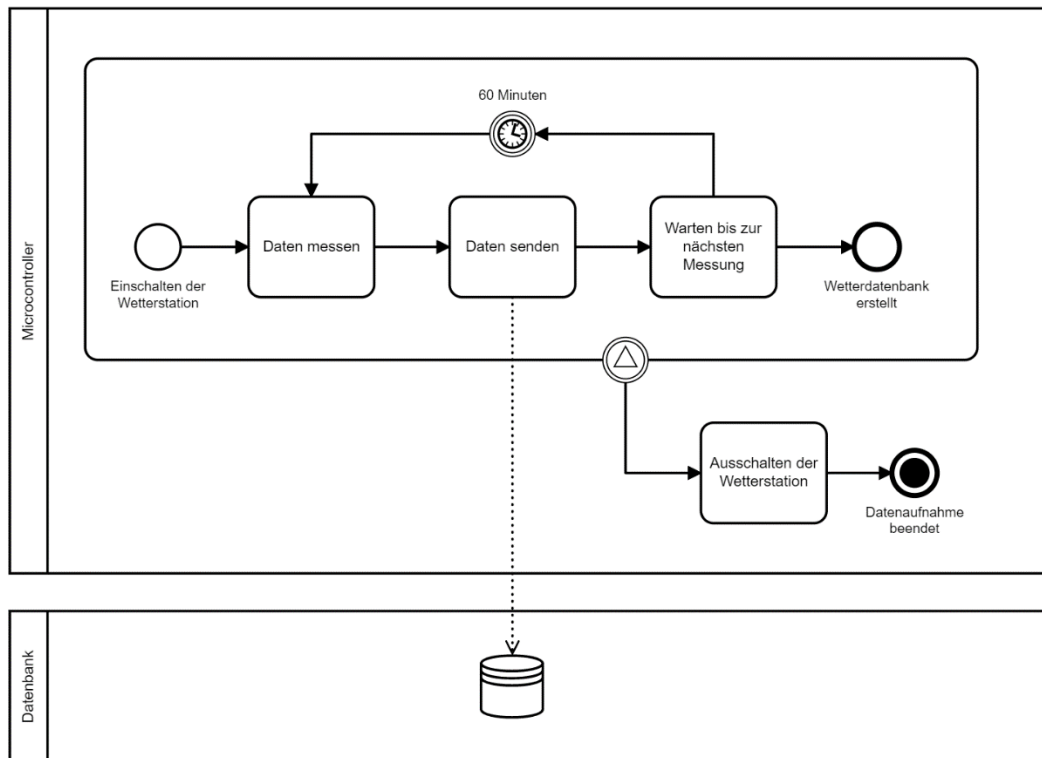 Microcontroller
60 Minuten
Einschalten der
Wetterstation
Daten messen
Daten senden
Warten bis zur
nächsten
Messung
Wetterdatenbank
erstellt
Ausschalten der
Wetterstation
Datenaufnahme
beendet
Datenbank